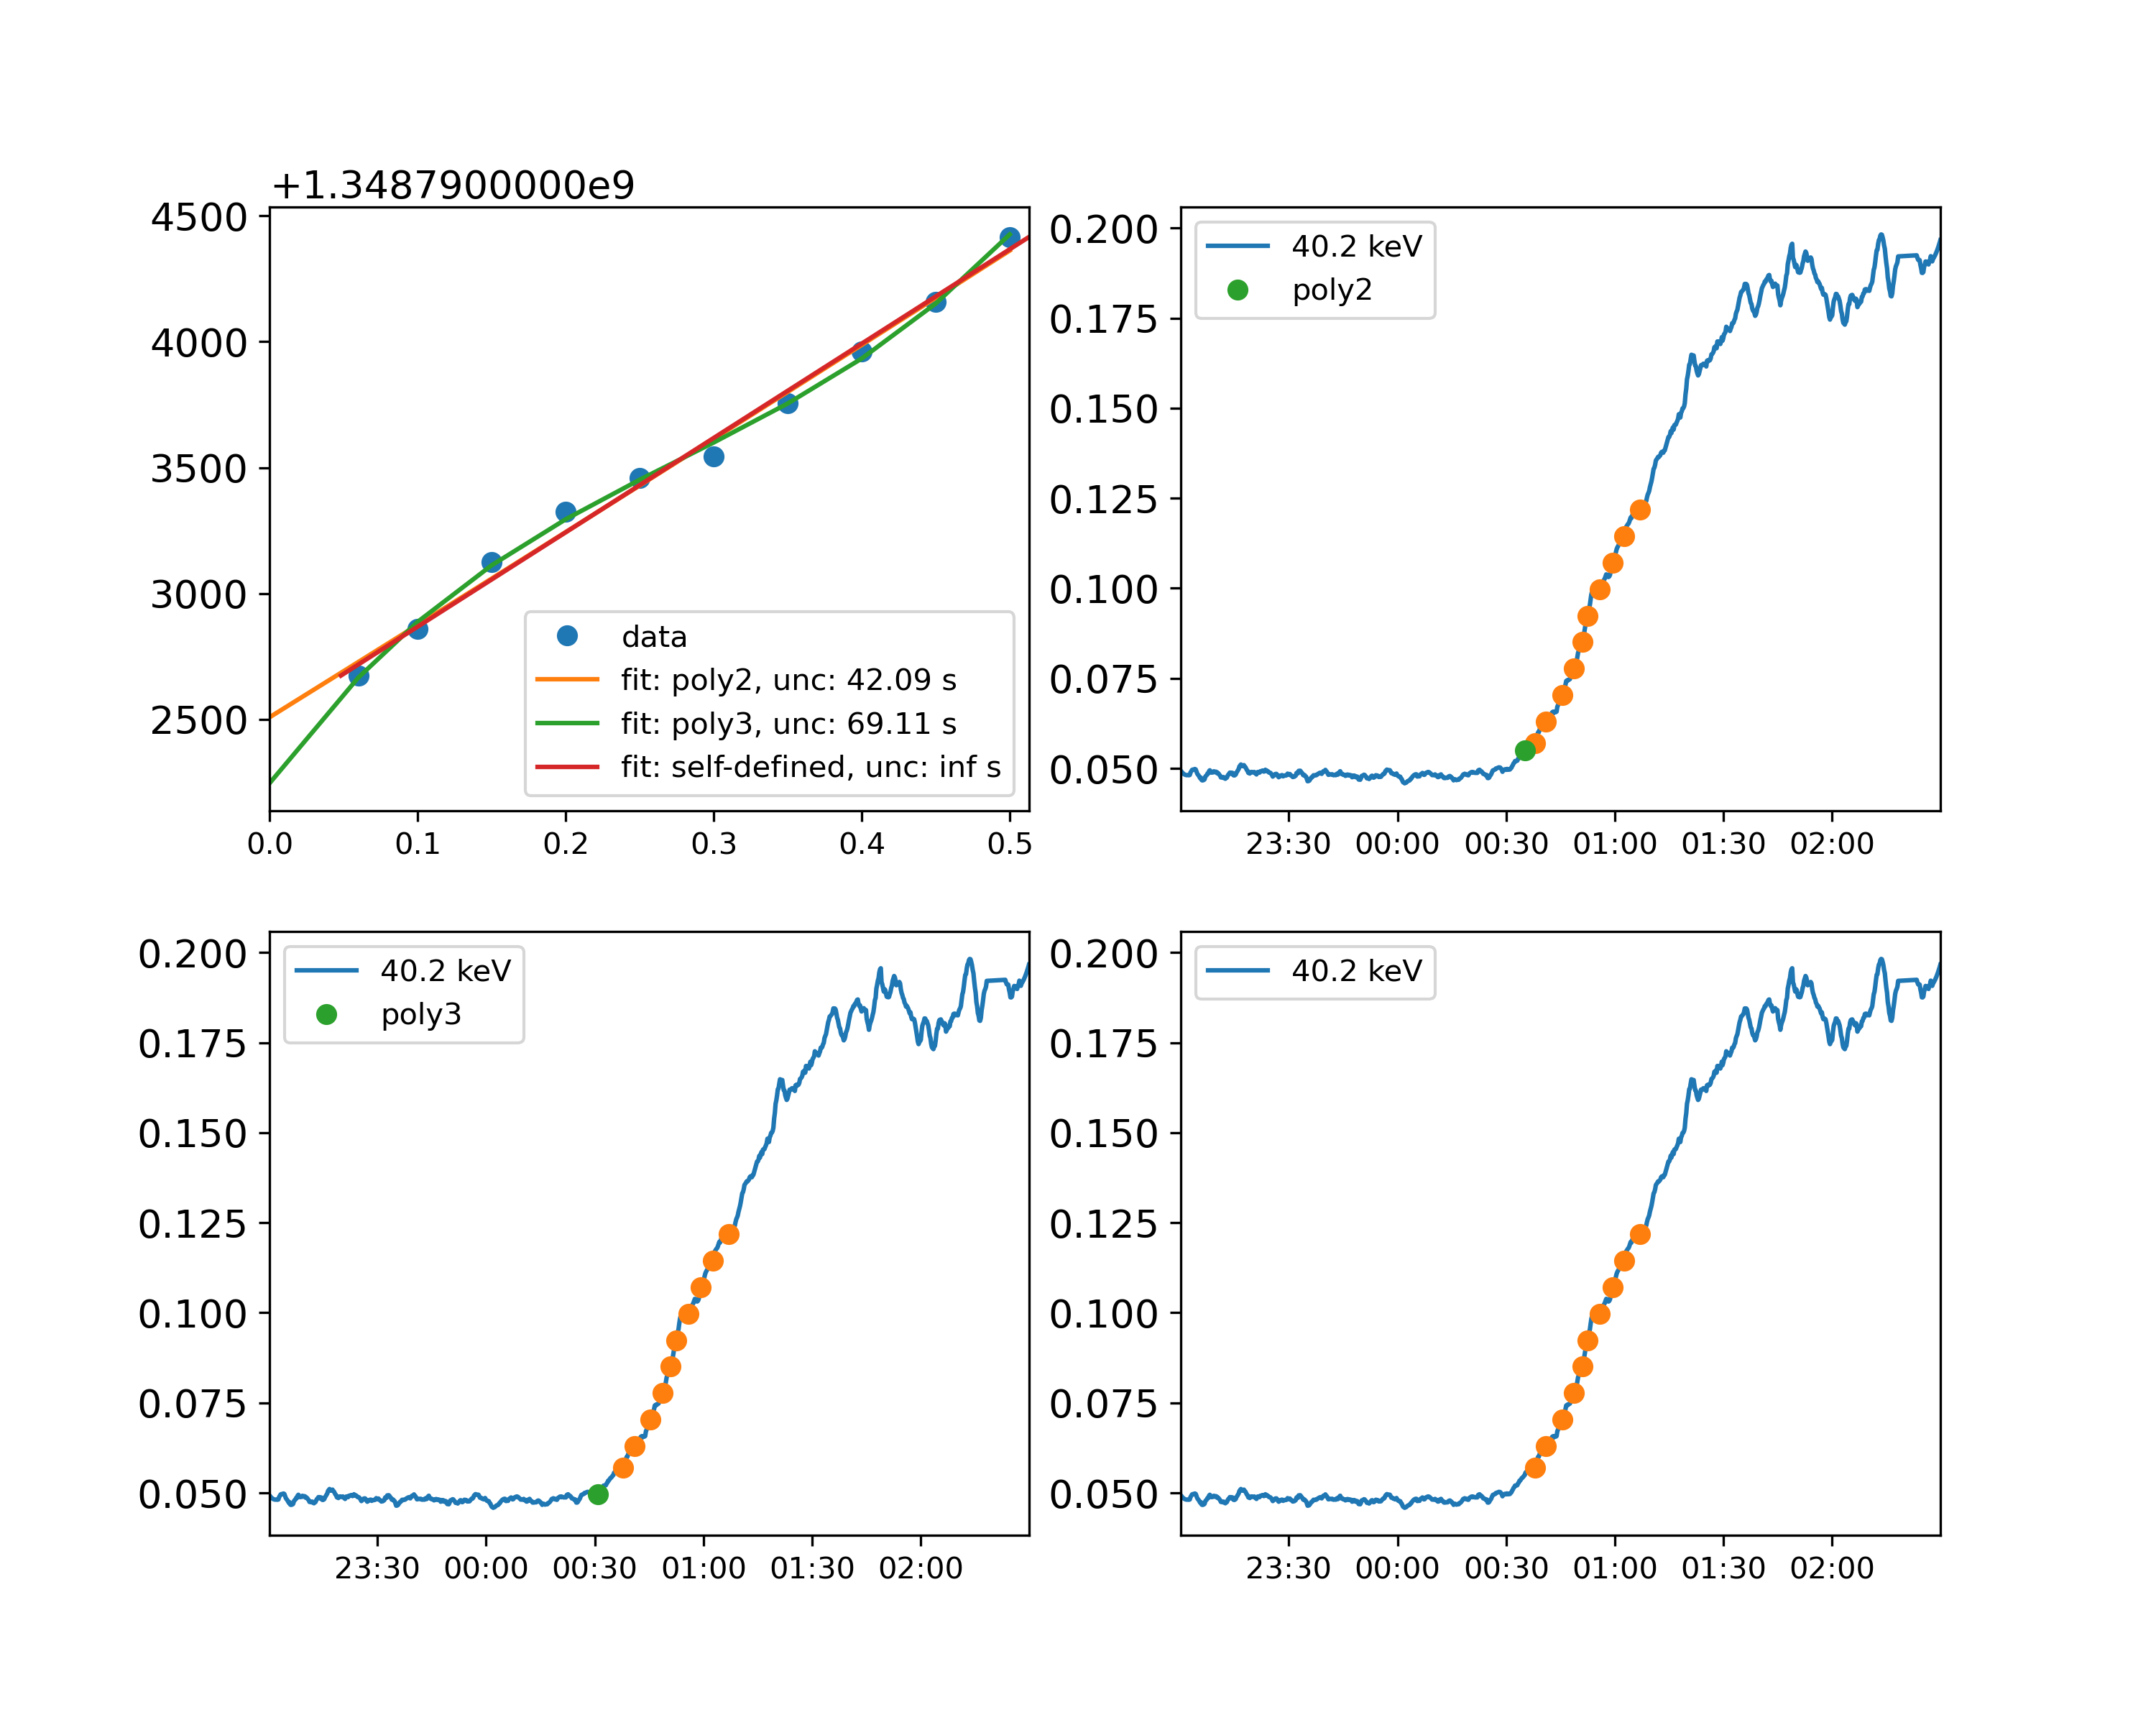 +1.3487900000e9
4500
4000
3500
3000
2500
0.0 0.1 0.2 0.3 0.4 0.5
data
fit: poly2, unc: 42.09 s
fit: poly3, unc: 69.11 s
fit: self-defined, unc: inf s
0.200
0.175
0.150
0.125
0.100
0.075
0.050
23:30 00:00 00:30 01:00 01:30 02:00
40.2 keV
poly2
0.200
0.175
0.150
0.125
0.100
0.075
0.050
23:30 00:00 00:30 01:00 01:30 02:00
40.2 keV
poly3
0.200
0.175
0.150
0.125
0.100
0.075
0.050
23:30 00:00 00:30 01:00 01:30 02:00
40.2 keV